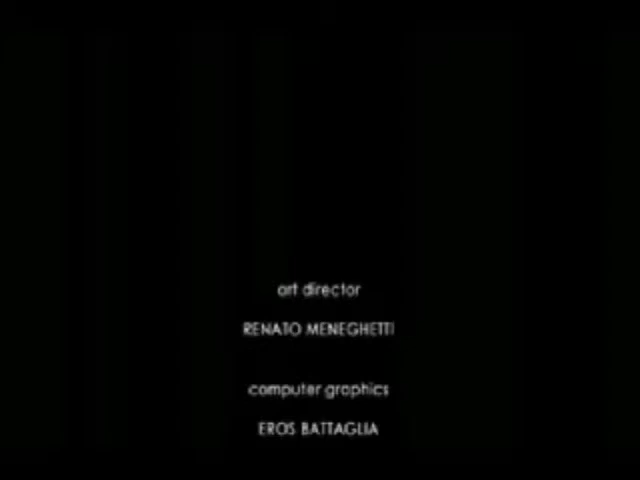 art director
RENATO MENEGHETTI
computer graphics
EROS BATTAGLIA